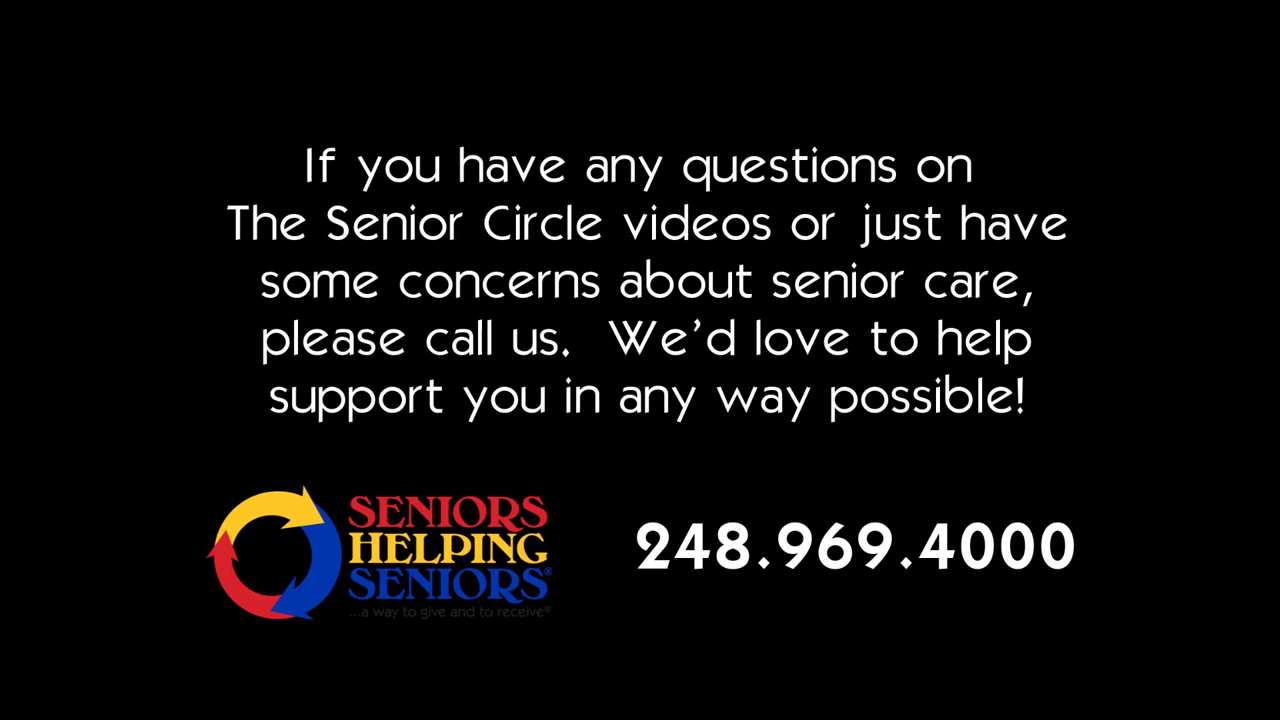 If you have any questions on
The Senior Circle videos or just have
some concerns about senior care,
please call us.  We'd love to help
support you in any way possible!
SENIORS
HELPING
SENIORS®
...a way to give and to receive®
248.969.4000